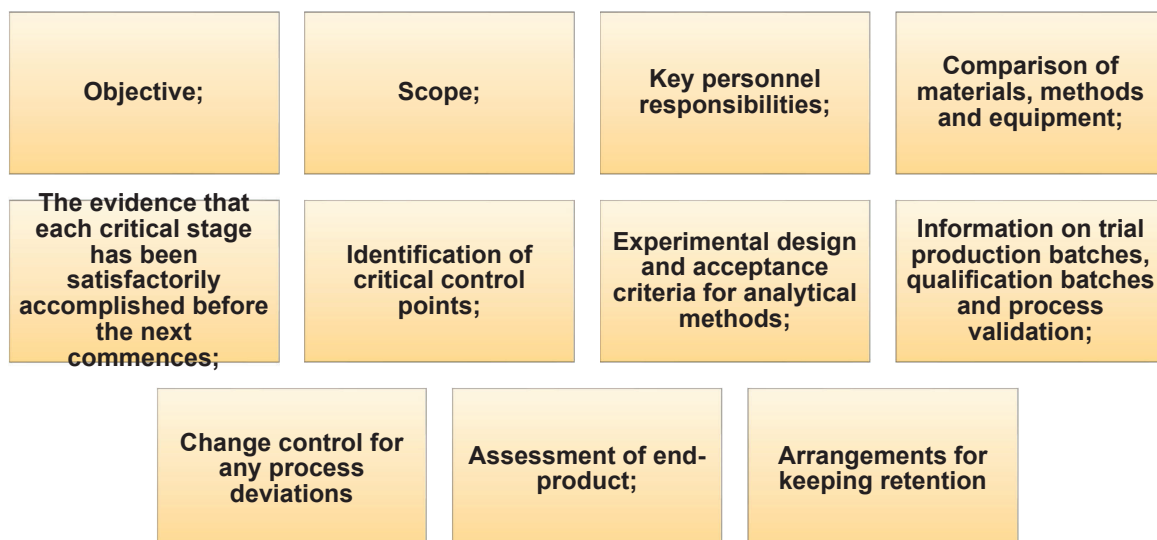 Objective;
Scope;
Key personnel
responsibilities;
Comparison of
materials, methods
and equipment;
The evidence that
each critical stage
has been
satisfactorily
accomplished before
the next
commences;
Identification of
critical control
points;
Experimental design
and acceptance
criteria for analytical
methods;
Information on trial
production batches,
qualification batches
and process
validation;
Change control for
any process
deviations
Assessment of end-
product;
Arrangements for
keeping retention